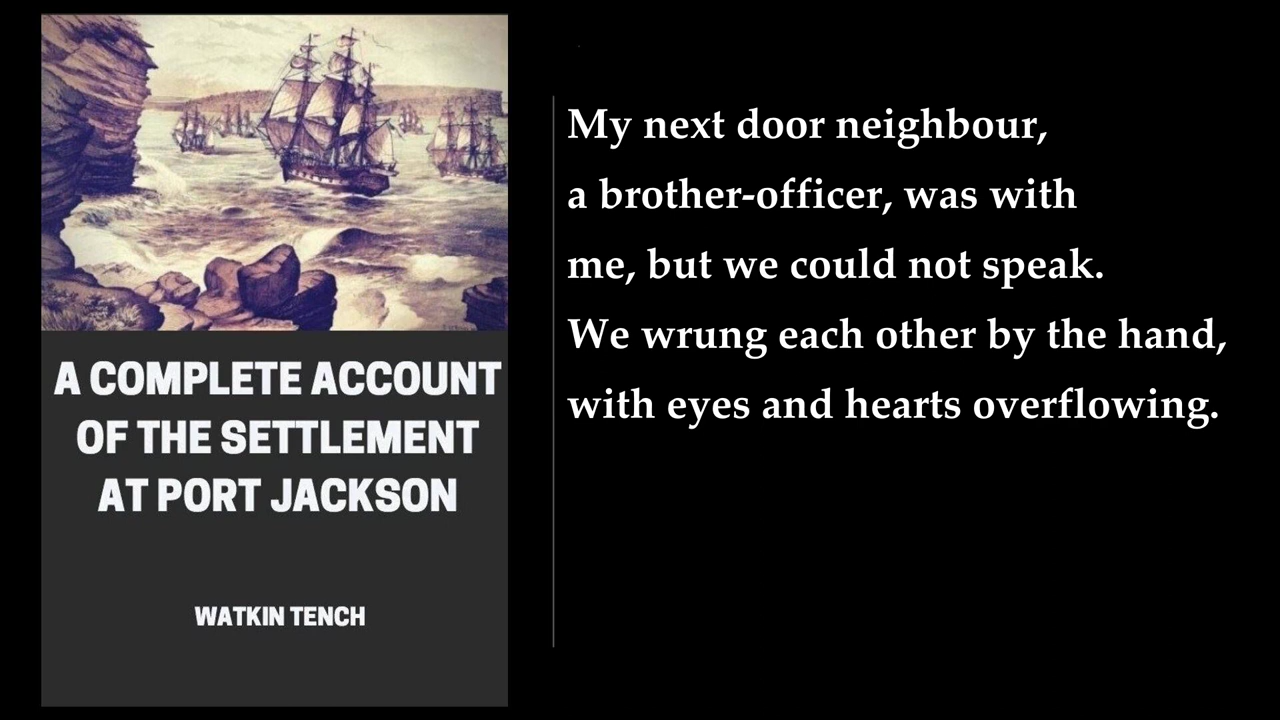 A COMPLETE ACCOUNT
OF THE SETTLEMENT
AT PORT JACKSON
WATKIN TENCH
My next door neighbour,
a brother-officer, was with
me, but we could not speak.
We wrung each other by the hand,
with eyes and hearts overflowing.